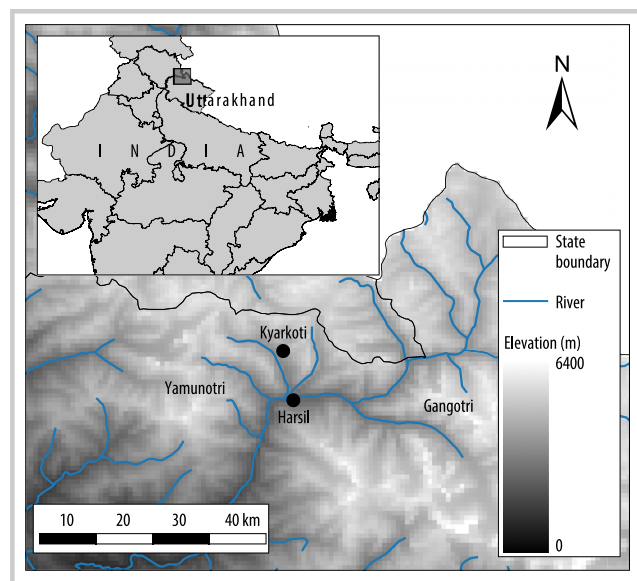 N
Uttarakhand
I N D I A
State
boundary
River
Elevation (m)
6400
0
Kyarkoti
Yamunotri
Harsil
Gangotri
10 20 30 40 km